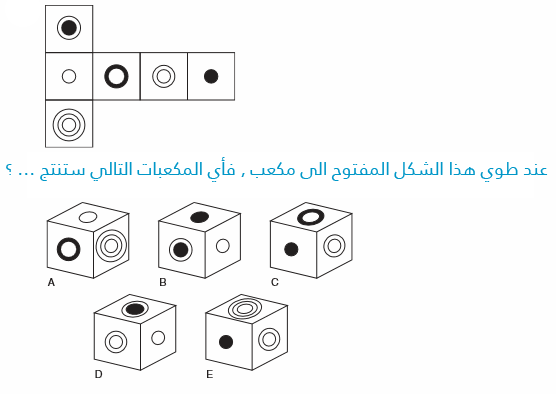 عند طوي هذا الشكل المفتوح الى مكعب , فأي المكعبات التالي ستنتج ... ؟
A
B
C
D
E